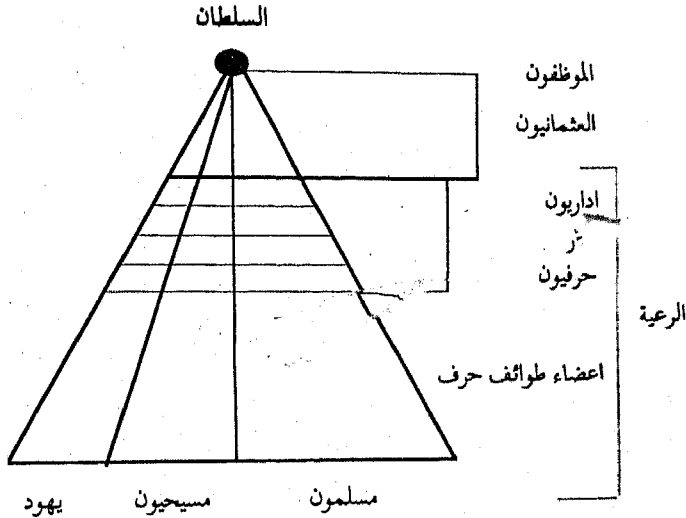 السلطان
الموظفون
العثمانيون
اداريون
حرفيون
الرعية
اعضاء طوائف حرف
مسلمون
مسيحيون
يهود